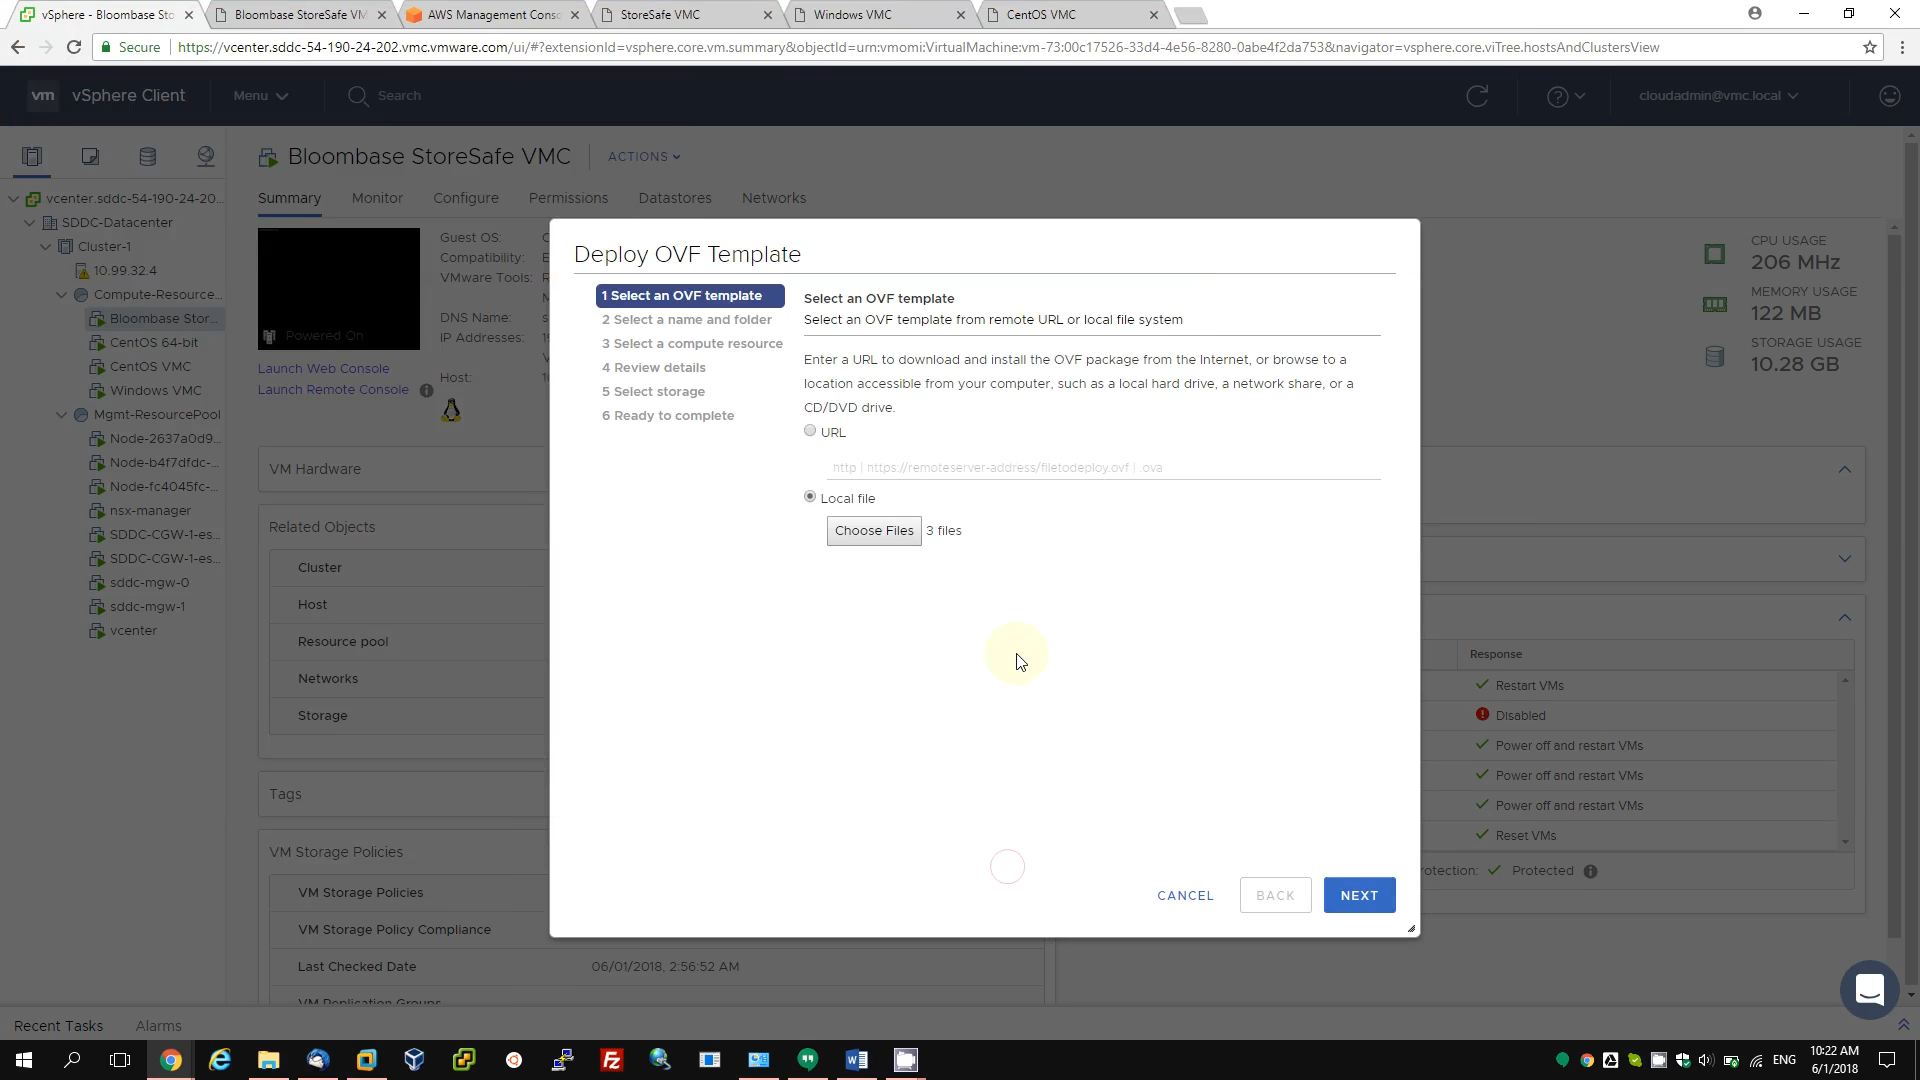 vSphere - Bloombase Sto
Bloombase StoreSafe VM
AWS Management Conso
StoreSafe VMC
Windows VMC
CentOS VMC
Secure
https://vcenter.sddc-54-190-24-202.vmc.vmware.com/ui/#?extensionId=vsphere.core.vm.summary&objectId=urn:vmomi:VirtualMachine:vm-73:00c17526-33d4-4e56-8280-0abe4f2da753&navigator=vsphere.core.viTree.hostsAndClustersView
vm vSphere Client
Menu
Search
cloudadmin@vmc.local
vcenter.sddc-54-190-24-20...
SDDC-Datacenter
Cluster-1
10.99.32.4
Compute-Resource...
Bloombase Stor...
CentOS 64-bit
CentOS VMC
Windows VMC
Mgmt-ResourcePool
Node-2637a0d9...
Node-b4f7dfdc-...
Node-fc4045fc-...
nsx-manager
SDDC-CGW-1-es...
SDDC-CGW-1-es...
sddc-mgw-0
sddc-mgw-1
vcenter
Bloombase StoreSafe VMC
ACTIONS
Summary
Monitor
Configure
Permissions
Datastores
Networks
Powered On
Launch Web Console
Launch Remote Console
Guest OS:
Compatibility:
VMware Tools:
DNS Name:
IP Addresses:
Host:
CPU USAGE
206 MHz
MEMORY USAGE
122 MB
STORAGE USAGE
10.28 GB
VM Hardware
Related Objects
Cluster
Host
Resource pool
Networks
Storage
Tags
VM Storage Policies
VM Storage Policies
VM Storage Policy Compliance
Last Checked Date
06/01/2018, 2:56:52 AM
VM Replication Groups
Deploy OVF Template
1 Select an OVF template
2 Select a name and folder
3 Select a compute resource
4 Review details
5 Select storage
6 Ready to complete
Select an OVF template
Select an OVF template from remote URL or local file system
Enter a URL to download and install the OVF package from the Internet, or browse to a
location accessible from your computer, such as a local hard drive, a network share, or a
CD/DVD drive.
URL
http | https://remoteserver-address/filetodeploy.ovf | .ova
Local file
Choose Files 3 files
CANCEL
BACK
NEXT
Response
Restart VMs
Disabled
Power off and restart VMs
Power off and restart VMs
Power off and restart VMs
Reset VMs
rotection:
Protected
Recent Tasks
Alarms
ENG
10:22 AM
6/1/2018